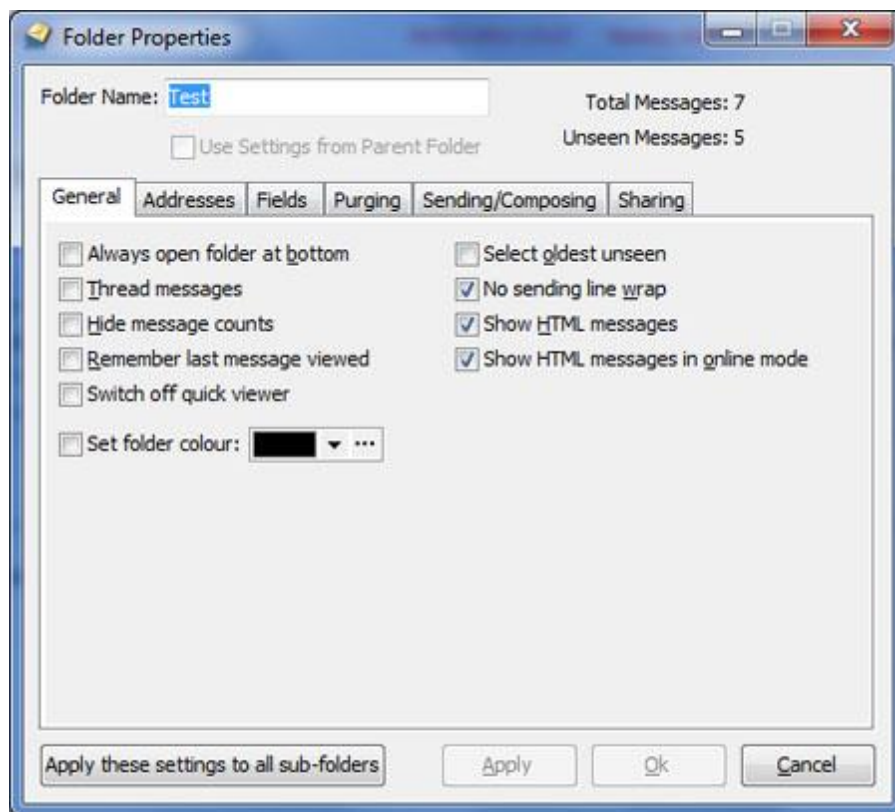 Folder Properties
Folder Name: Test
Total Messages: 7
Use Settings from Parent Folder
Unseen Messages: 5
General Addresses Fields Purging Sending/Composing Sharing
Always open folder at bottom
Select oldest unseen
Thread messages
No sending line wrap
Hide message counts
Show HTML messages
Remember last message viewed
Show HTML messages in online mode
Switch off quick viewer
Set folder colour:
Apply these settings to all sub-folders
Apply
Ok
Cancel